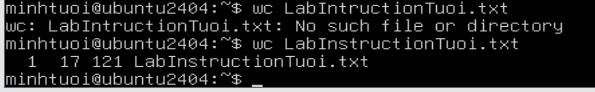 minhtuoi@ubuntu2404:~$ wc LabIntructionTuoi.txt
wc: LabIntructionTuoi.txt: No such file or directory
minhtuoi@ubuntu2404:~$ wc LabInstructionTuoi.txt
  1  17 121 LabInstructionTuoi.txt
minhtuoi@ubuntu2404:~$ _